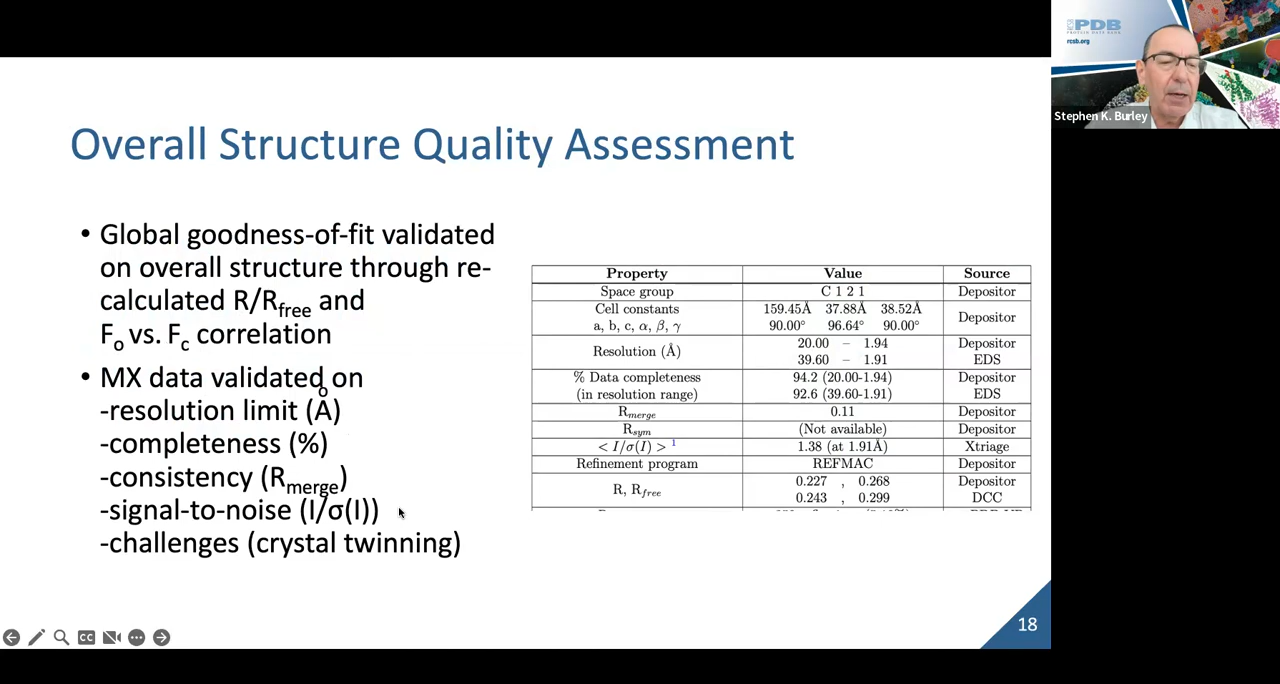 PDB
PROTEIN DATA BANK
rcsb.org
Stephen K. Burley
Overall Structure Quality Assessment
• Global goodness-of-fit validated
on overall structure through re-
calculated R/Rfree and
Fo vs. Fc correlation
• MX data validated on
-resolution limit (Å)
-completeness (%)
-consistency (Rmerge)
-signal-to-noise (I/σ(I))
-challenges (crystal twinning)
Property Value Source
Space group C 1 2 1 Depositor
Cell constants 159.45Å 37.88Å 38.52Å Depositor
a, b, c, α, β, γ 90.00° 96.64° 90.00°
Resolution (Å) 20.00 – 1.94 Depositor
39.60 – 1.91 EDS
% Data completeness 94.2 (20.00-1.94) Depositor
(in resolution range) 92.6 (39.60-1.91) EDS
Rmerge 0.11 Depositor
Rsym (Not available) Depositor
< I/σ(I) > 1 1.38 (at 1.91Å) Xtriage
Refinement program REFMAC Depositor
R, Rfree 0.227 , 0.268 Depositor
0.243 , 0.299 DCC
18
CC